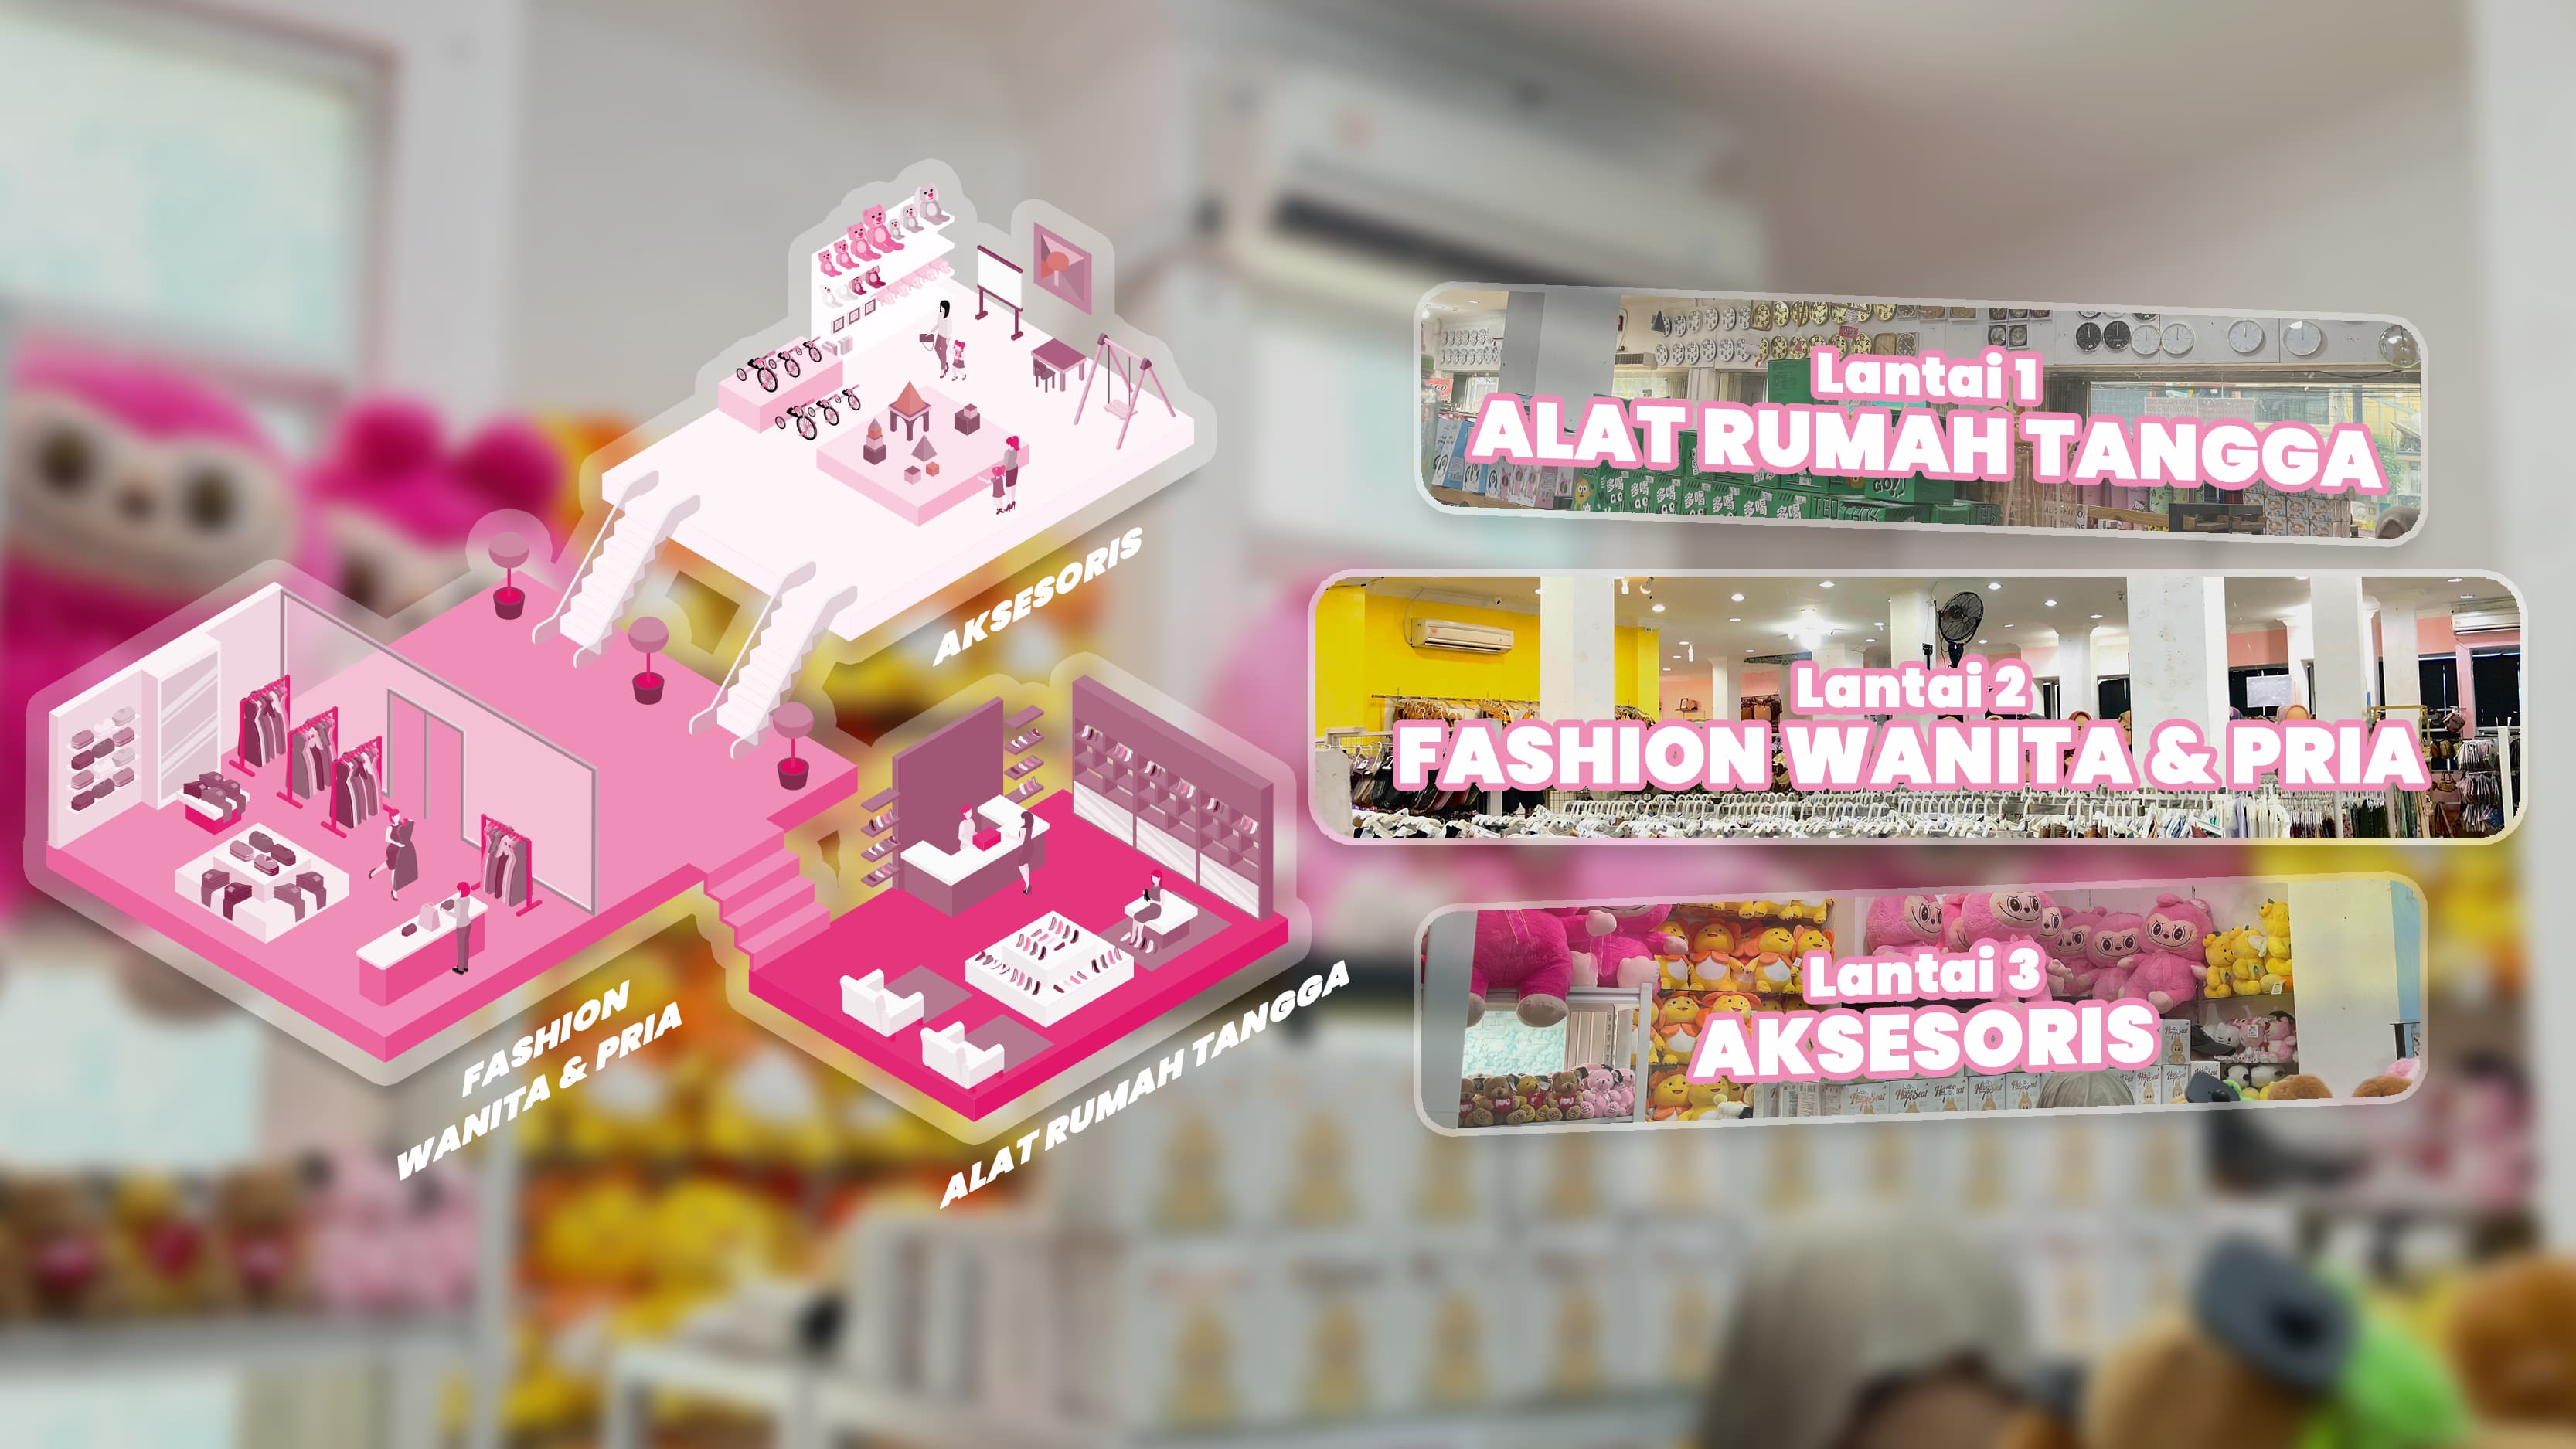 AKSESORIS
FASHION
WANITA & PRIA
ALAT RUMAH TANGGA
Lantai 1
ALAT RUMAH TANGGA
Lantai 2
FASHION WANITA & PRIA
Lantai 3
AKSESORIS